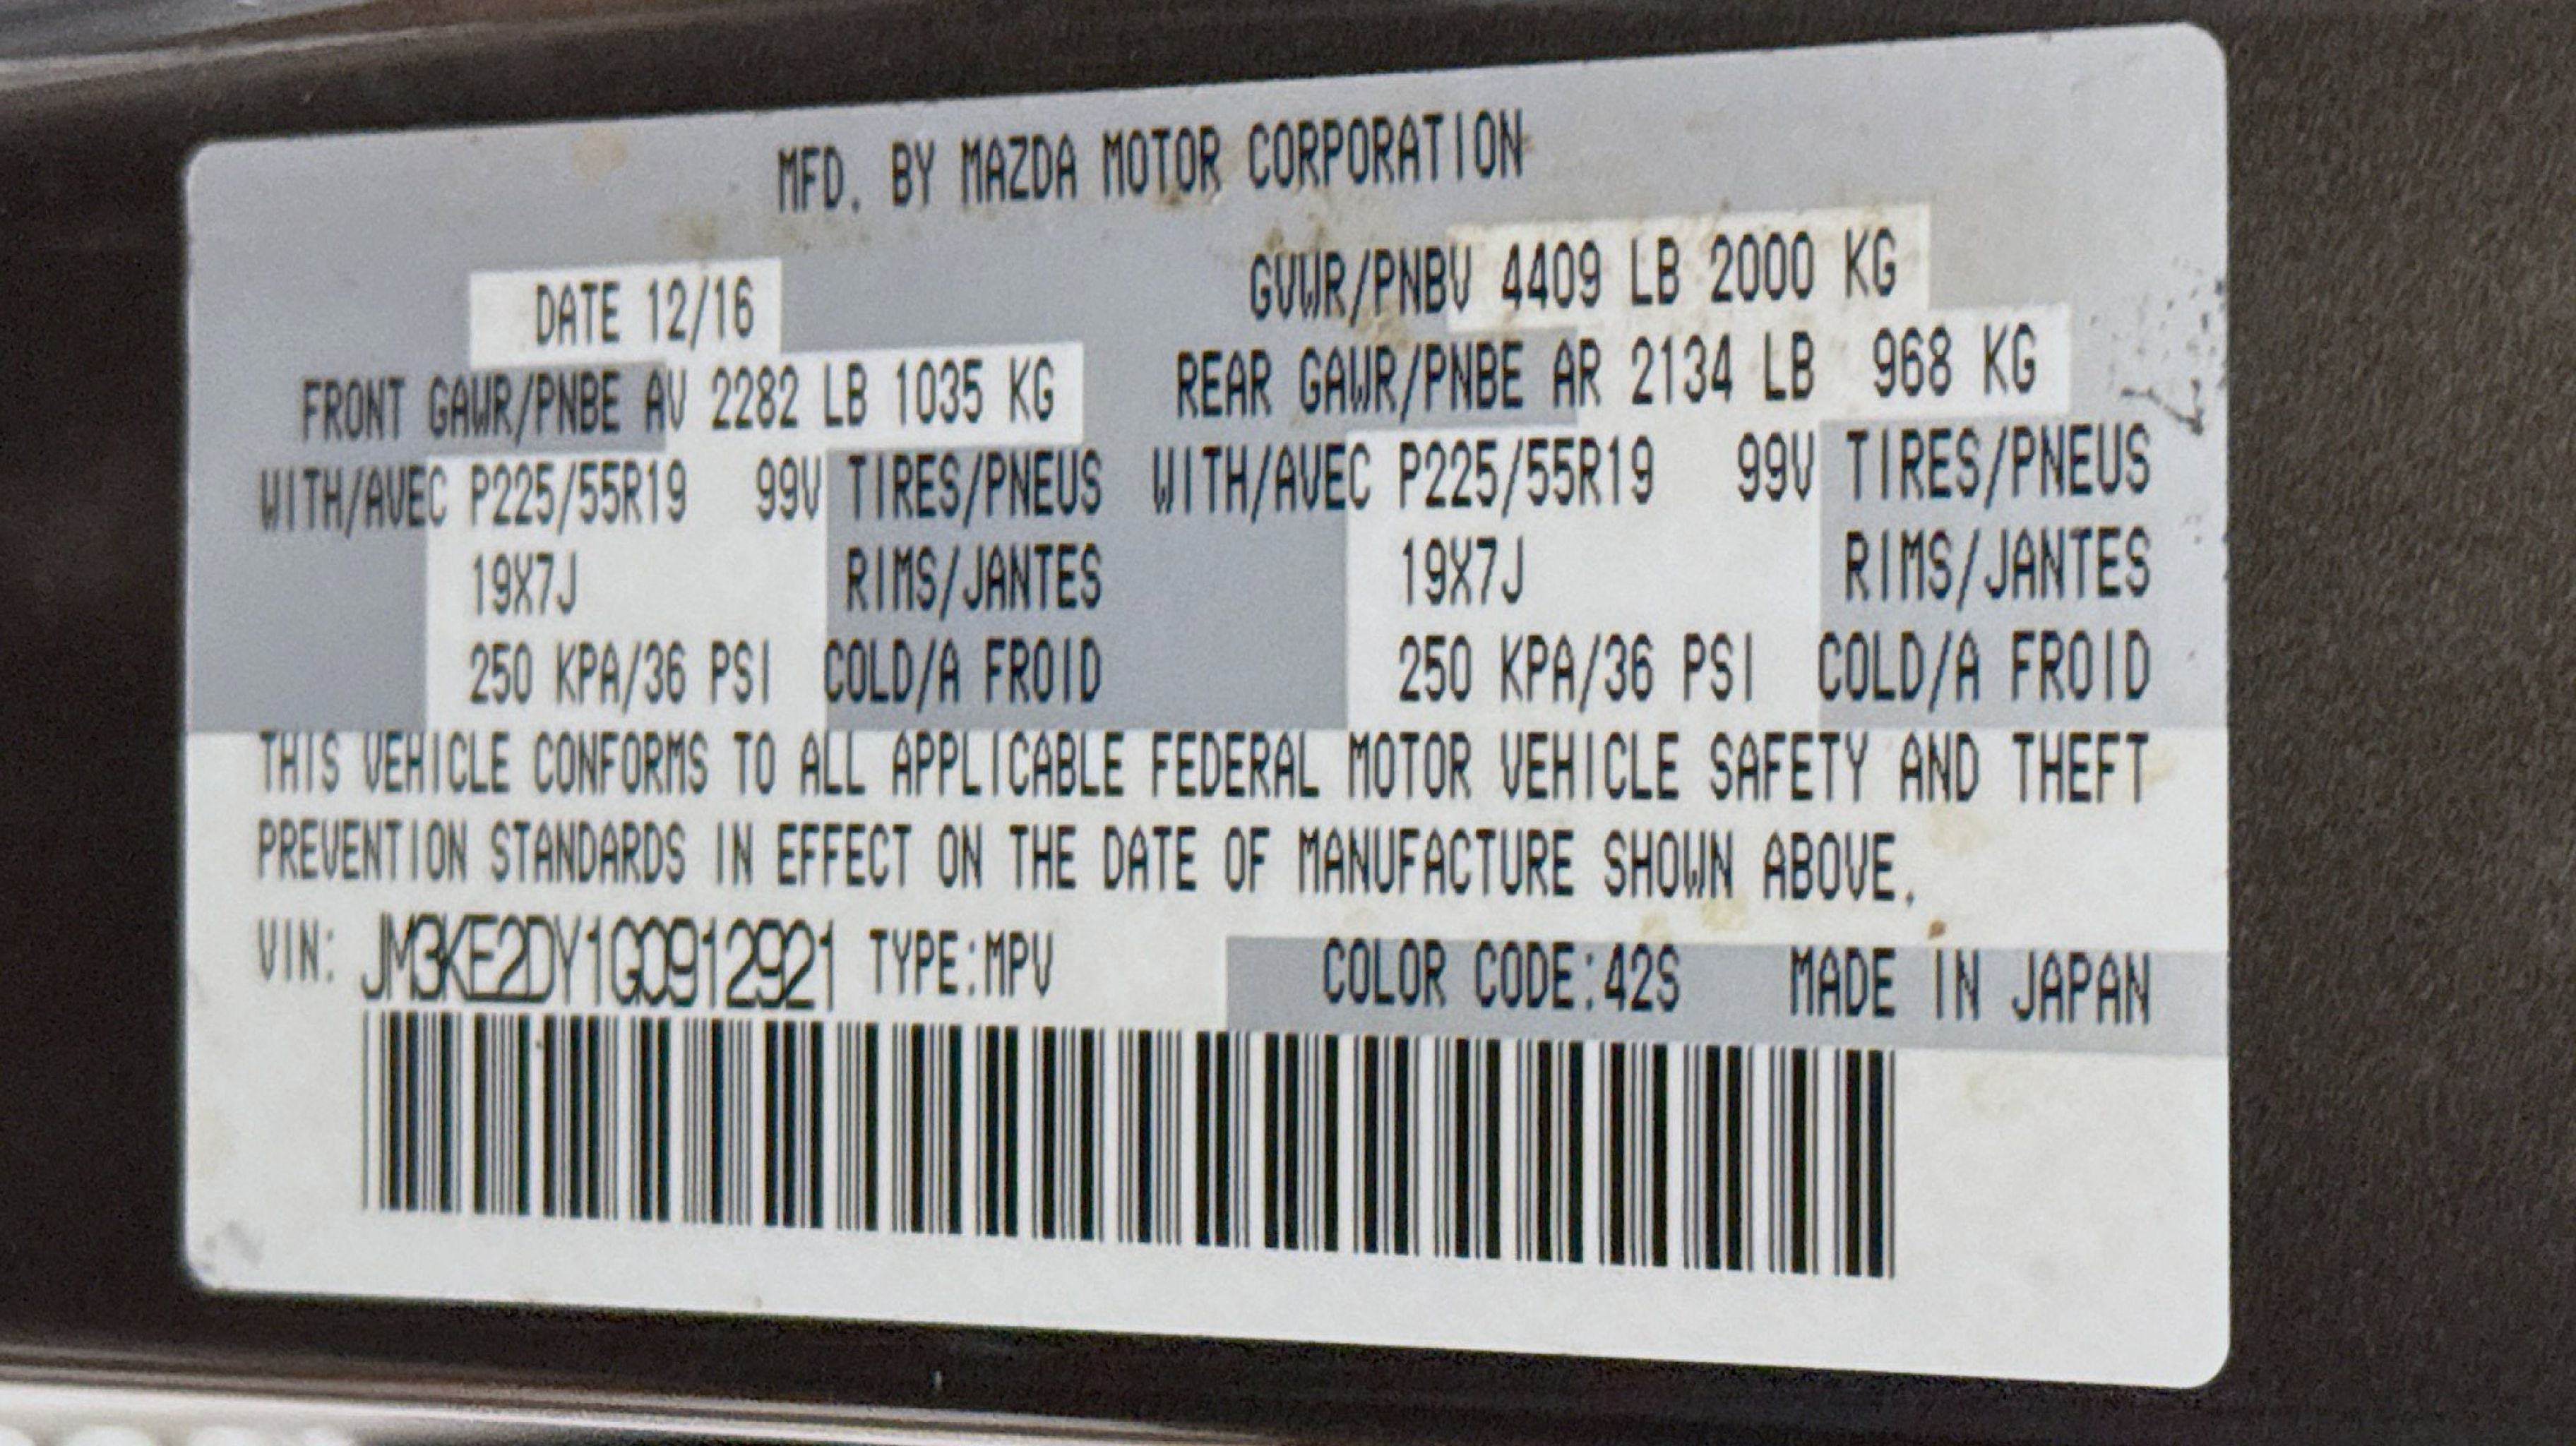 MFD. BY MAZDA MOTOR CORPORATION
DATE 12/16 GVWR/PNBV 4409 LB 2000 KG
FRONT GAWR/PNBE AV 2282 LB 1035 KG REAR GAWR/PNBE AR 2134 LB 968 KG
WITH/AVEC P225/55R19 99V TIRES/PNEUS WITH/AVEC P225/55R19 99V TIRES/PNEUS
19X7J RIMS/JANTES 19X7J RIMS/JANTES
250 KPA/36 PSI COLD/A FROID 250 KPA/36 PSI COLD/A FROID
THIS VEHICLE CONFORMS TO ALL APPLICABLE FEDERAL MOTOR VEHICLE SAFETY AND THEFT
PREVENTION STANDARDS IN EFFECT ON THE DATE OF MANUFACTURE SHOWN ABOVE.
VIN: JM3KE2DY1G0912921 TYPE:MPV COLOR CODE:42S MADE IN JAPAN